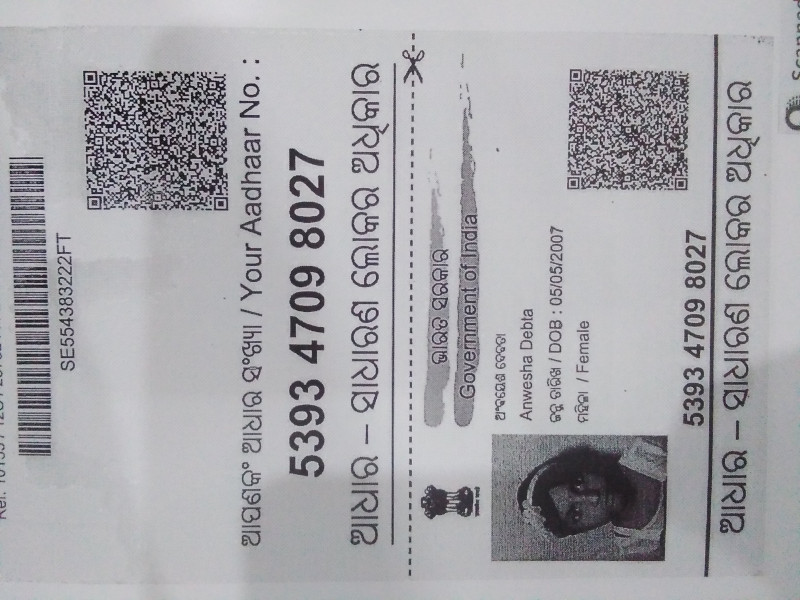 SE554383222FT
ଆପଣଙ୍କ ଆଧାର ସଂଖ୍ୟା / Your Aadhaar No. :
5393 4709 8027
ଆଧାର – ସାଧାରଣ ଲୋକର ଅଧିକାର
ଭାରତ ସରକାର
Government of India
Anwesha Debta
ଜନ୍ମ ତାରିଖ / DOB : 05/05/2007
ମହିଳା / Female
5393 4709 8027
ଆଧାର – ସାଧାରଣ ଲୋକର ଅଧିକାର